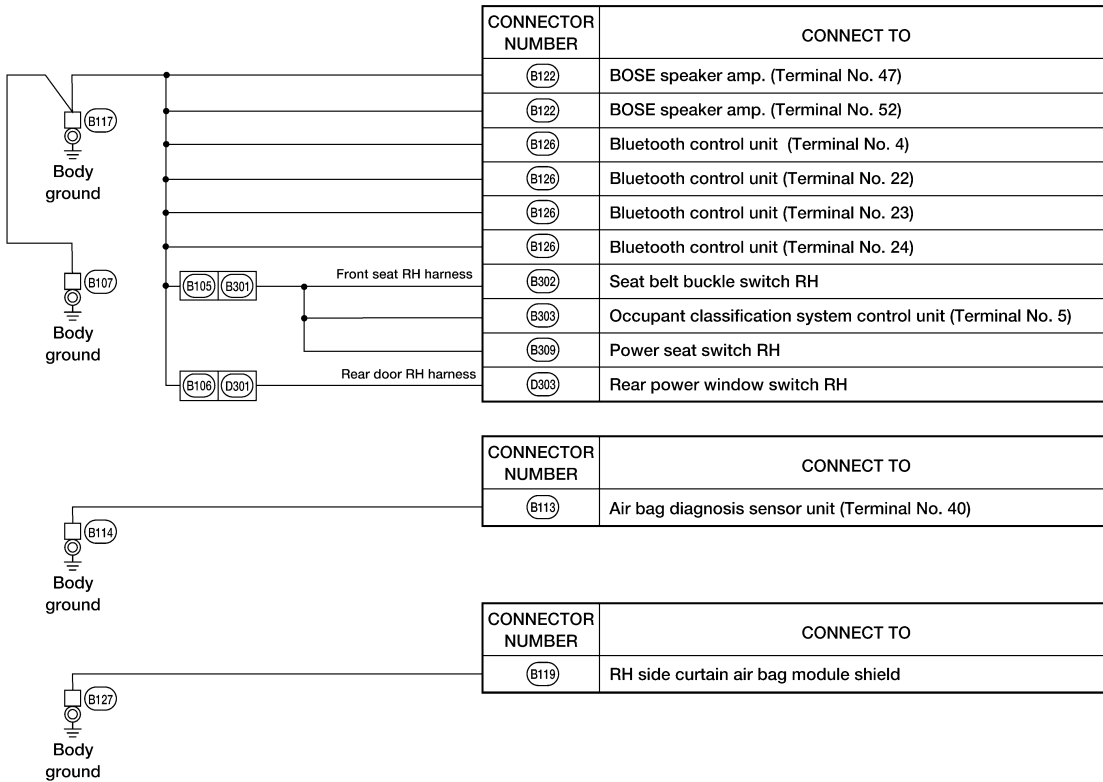 CONNECTOR NUMBER CONNECT TO
B122 BOSE speaker amp. (Terminal No. 47)
B122 BOSE speaker amp. (Terminal No. 52)
B126 Bluetooth control unit (Terminal No. 4)
B126 Bluetooth control unit (Terminal No. 22)
B126 Bluetooth control unit (Terminal No. 23)
B126 Bluetooth control unit (Terminal No. 24)
B105 B301 Front seat RH harness B302 Seat belt buckle switch RH
B303 Occupant classification system control unit (Terminal No. 5)
B309 Power seat switch RH
B106 D301 Rear door RH harness D303 Rear power window switch RH
B117
Body
ground
B107
Body
ground
CONNECTOR NUMBER CONNECT TO
B113 Air bag diagnosis sensor unit (Terminal No. 40)
B114
Body
ground
CONNECTOR NUMBER CONNECT TO
B119 RH side curtain air bag module shield
B127
Body
ground